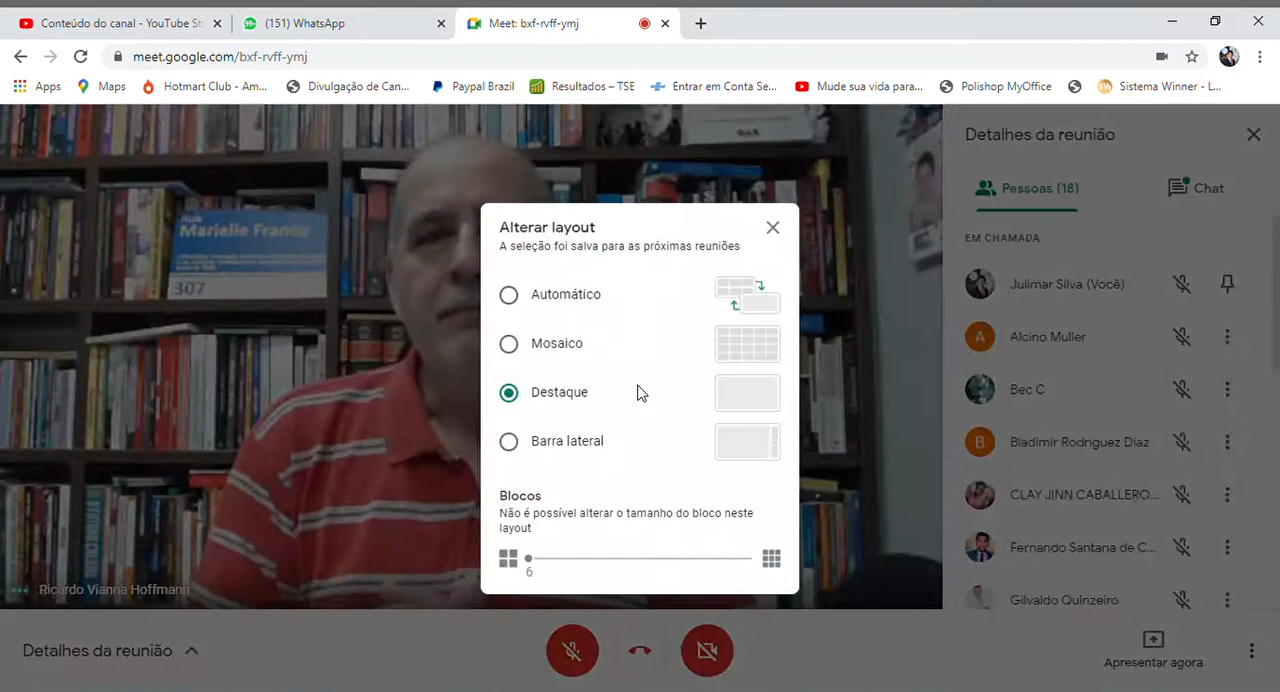 Conteúdo do canal - YouTube St
(151) WhatsApp
Meet: bxf-rvff-ymj
meet.google.com/bxf-rvff-ymj
Apps
Maps
Hotmart Club - Am...
Divulgação de Can...
Paypal Brazil
Resultados – TSE
Entrar em Conta Se...
Mude sua vida para...
Polishop MyOffice
Sistema Winner - L...
Detalhes da reunião
Pessoas (18)
Chat
EM CHAMADA
Julimar Silva (Você)
A
Alcino Muller
Bec C
B
Bladimir Rodríguez Díaz
CLAY JINN CABALLERO...
Fernando Santana de C...
Gilvaldo Quinzeiro
Marielle Franco
307
Alterar layout
A seleção foi salva para as próximas reuniões
Automático
Mosaico
Destaque
Barra lateral
Blocos
Não é possível alterar o tamanho do bloco neste
layout
6
Ricardo Vianna Hoffmann
Detalhes da reunião
Apresentar agora